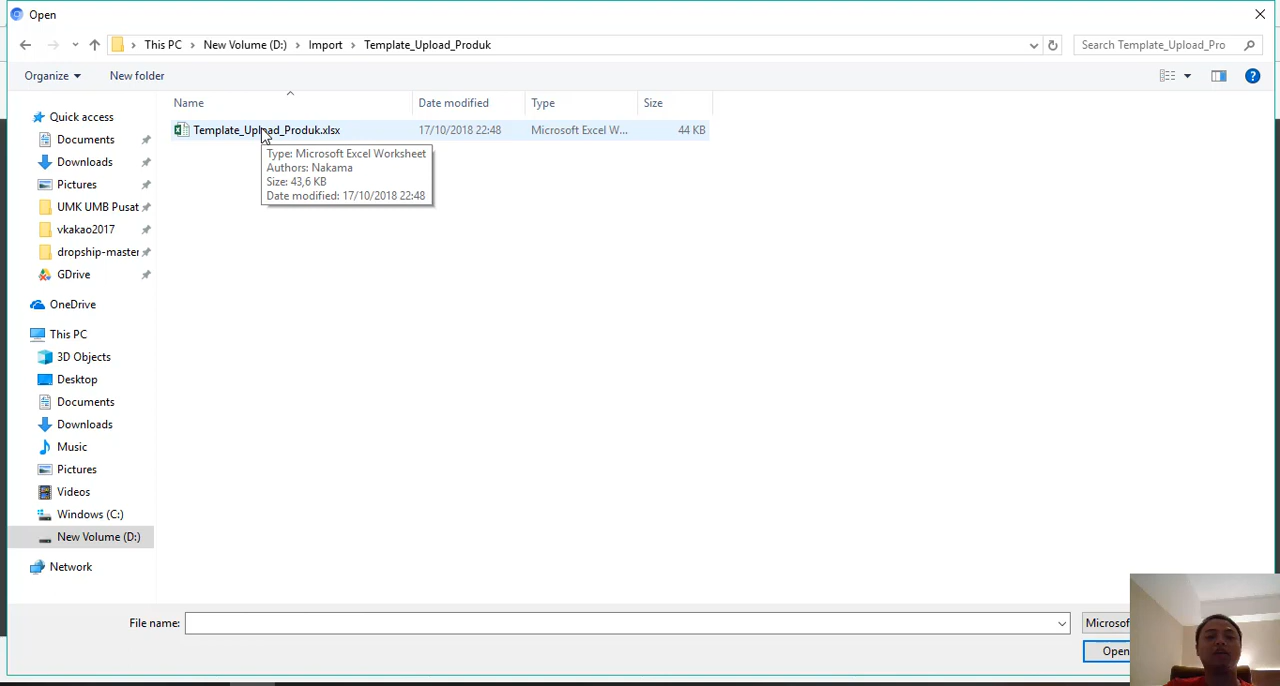 Open
This PC > New Volume (D:) > Import > Template_Upload_Produk
Search Template_Upload_Pro
Organize
New folder
Name
Date modified
Type
Size
Template_Upload_Produk.xlsx
17/10/2018 22:48
Microsoft Excel W...
44 KB
Type: Microsoft Excel Worksheet
Authors: Nakama
Size: 43,6 KB
Date modified: 17/10/2018 22:48
Quick access
Documents
Downloads
Pictures
UMK UMB Pusat
vkakao2017
dropship-master
GDrive
OneDrive
This PC
3D Objects
Desktop
Documents
Downloads
Music
Pictures
Videos
Windows (C:)
New Volume (D:)
Network
File name:
Microsof
Open